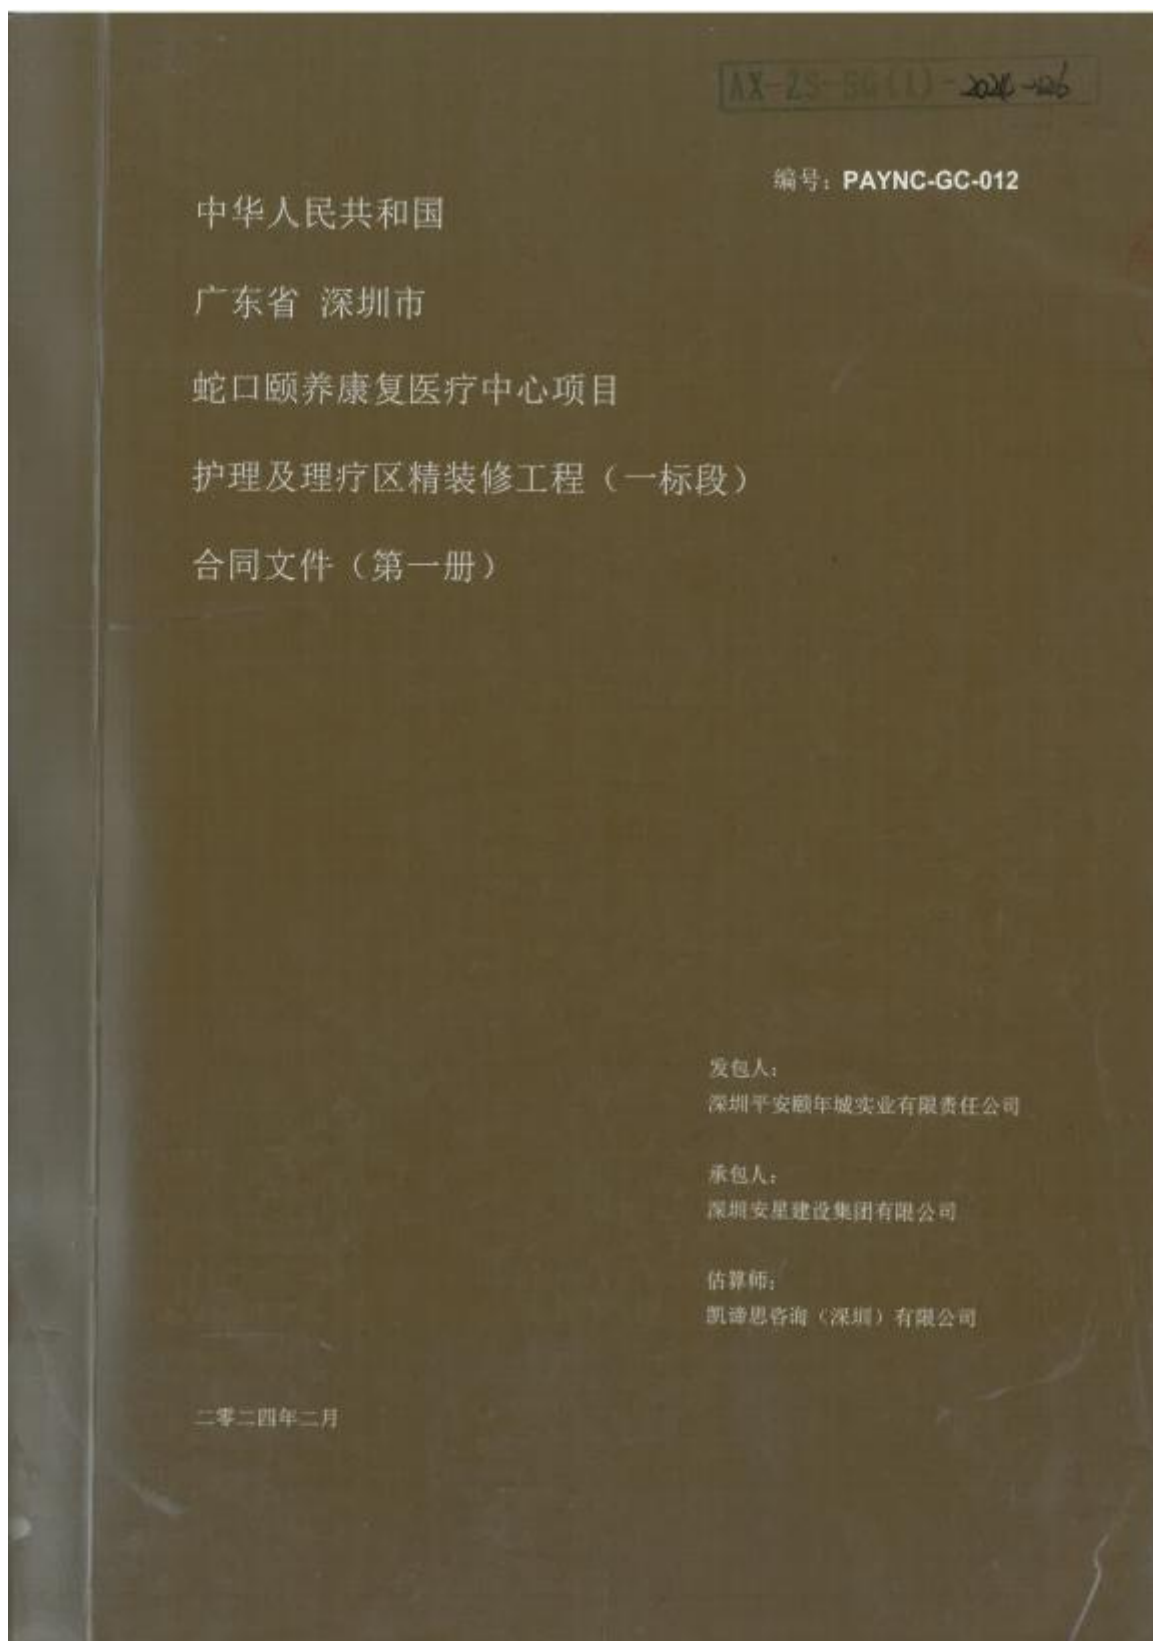 AX-ZS-SG(1)-2024-026
编号：PAYNC-GC-012
中华人民共和国
广东省 深圳市
蛇口颐养康复医疗中心项目
护理及理疗区精装修工程（一标段）
合同文件（第一册）
发包人：
深圳平安颐年城实业有限责任公司
承包人：
深圳安星建设集团有限公司
估算师：
凯谛思咨询（深圳）有限公司
二零二四年二月